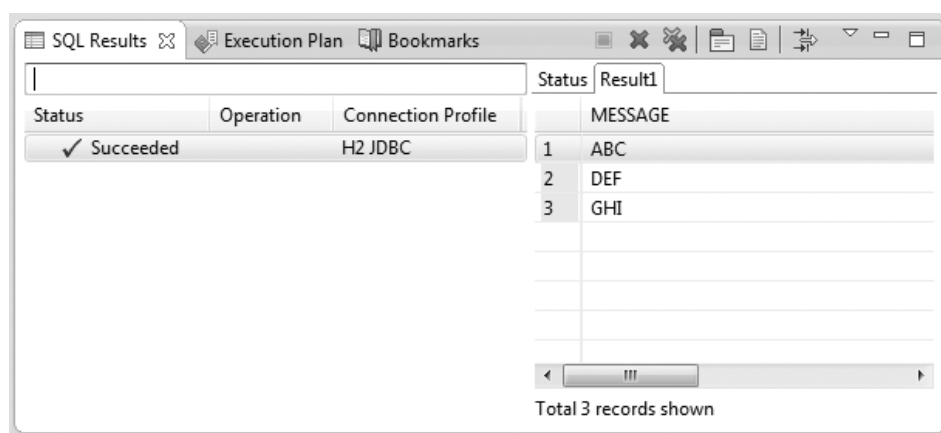 SQL Results Execution Plan Bookmarks
Status Result1
Status Operation Connection Profile MESSAGE
Succeeded H2 JDBC 1 ABC
2 DEF
3 GHI
Total 3 records shown